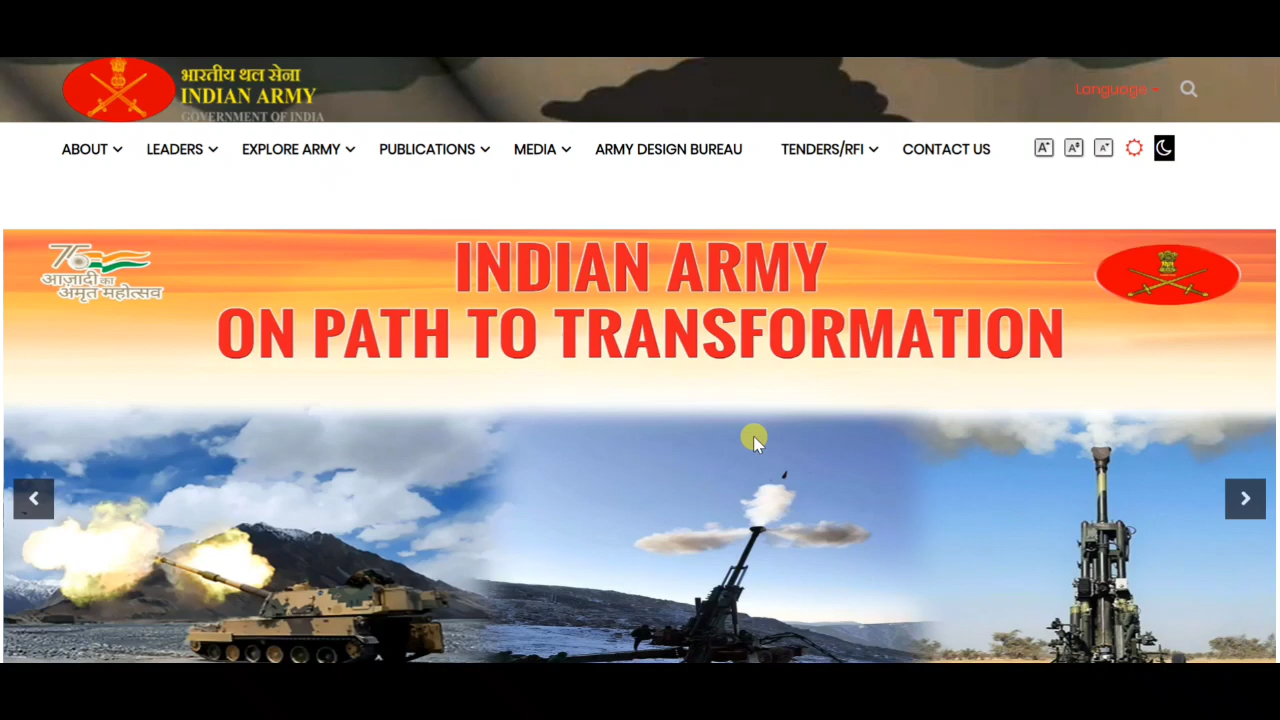 भारतीय थल सेना
INDIAN ARMY
GOVERNMENT OF INDIA
Language
ABOUT LEADERS EXPLORE ARMY PUBLICATIONS MEDIA ARMY DESIGN BUREAU TENDERS/RFI CONTACT US A+ A A
75
आज़ादी का
अमृत महोत्सव
INDIAN ARMY
ON PATH TO TRANSFORMATION